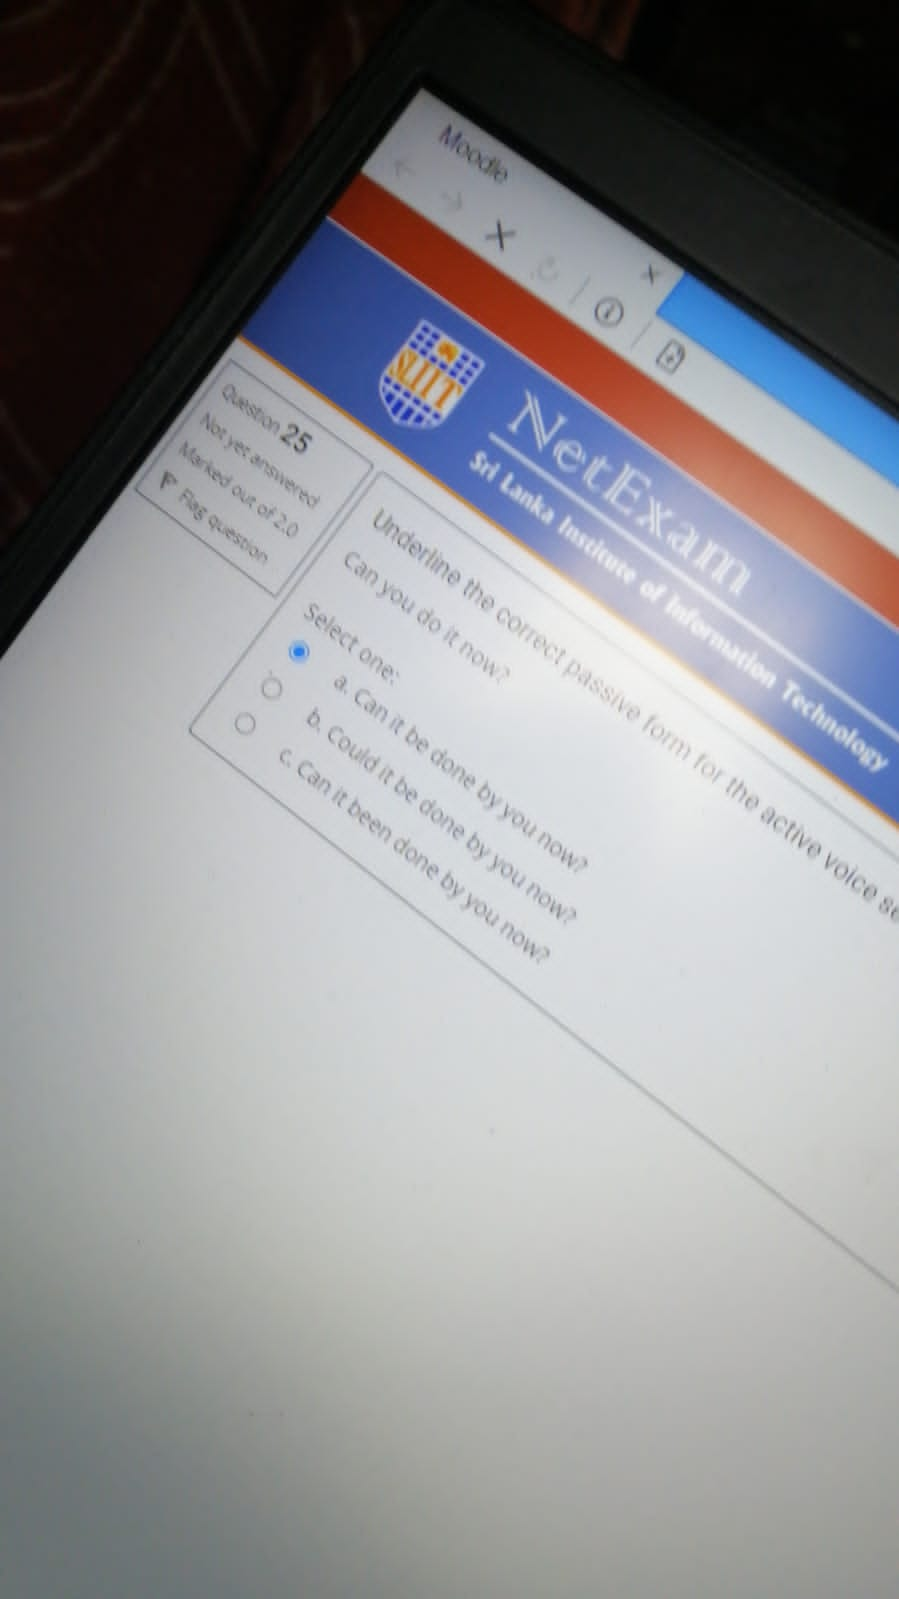 Moodle
SLIIT
NetExam
Sri Lanka Institute of Information Technology
Question 25
Not yet answered
Marked out of 2.0
Flag question
Underline the correct passive form for the active voice se
Can you do it now?
Select one:
a. Can it be done by you now?
b. Could it be done by you now?
c. Can it been done by you now?